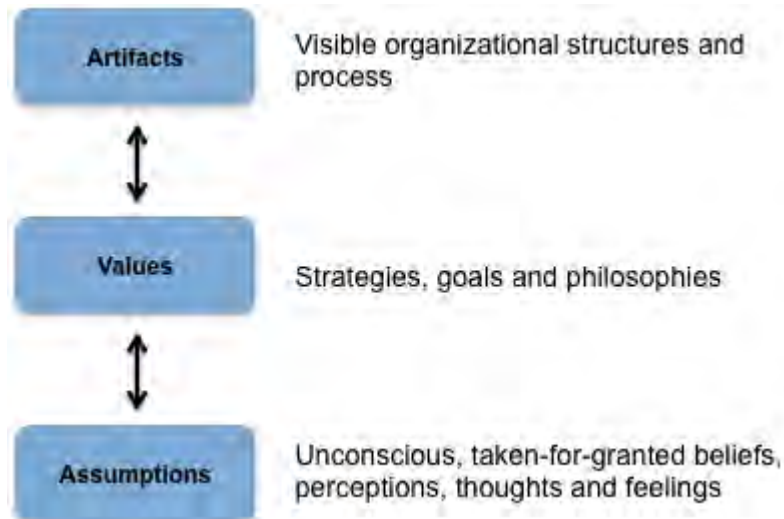 Artifacts
Visible organizational structures and
process
Values
Strategies, goals and philosophies
Assumptions
Unconscious, taken-for-granted beliefs,
perceptions, thoughts and feelings